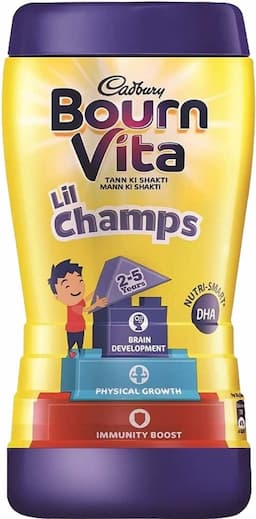 Cadbury
Bourn
Vita
TANN KI SHAKTI
MANN KI SHAKTI
Lil
Champs
2-5
Years
NUTRI-SMART*
DHA
BRAIN
DEVELOPMENT
PHYSICAL GROWTH
IMMUNITY BOOST